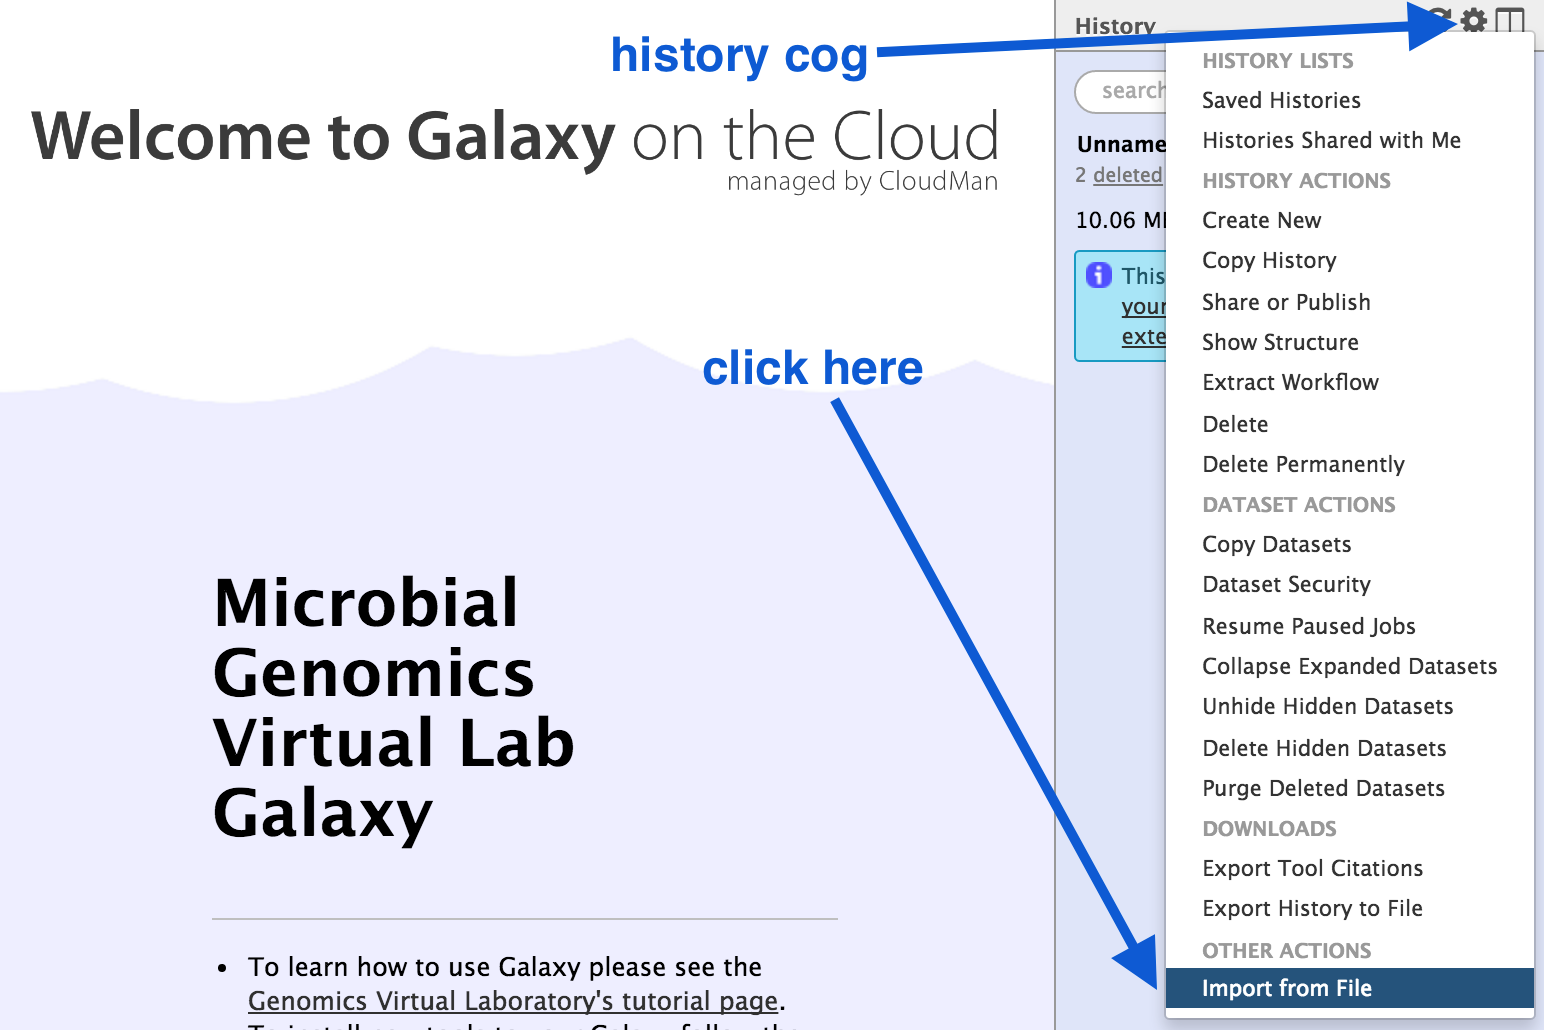 history cog
Welcome to Galaxy on the Cloud
managed by CloudMan
click here
Microbial
Genomics
Virtual Lab
Galaxy
• To learn how to use Galaxy please see the
Genomics Virtual Laboratory's tutorial page.
History
search
Unname
2 deleted
10.06
This
your
exte
HISTORY LISTS
Saved Histories
Histories Shared with Me
HISTORY ACTIONS
Create New
Copy History
Share or Publish
Show Structure
Extract Workflow
Delete
Delete Permanently
DATASET ACTIONS
Copy Datasets
Dataset Security
Resume Paused Jobs
Collapse Expanded Datasets
Unhide Hidden Datasets
Delete Hidden Datasets
Purge Deleted Datasets
DOWNLOADS
Export Tool Citations
Export History to File
OTHER ACTIONS
Import from File